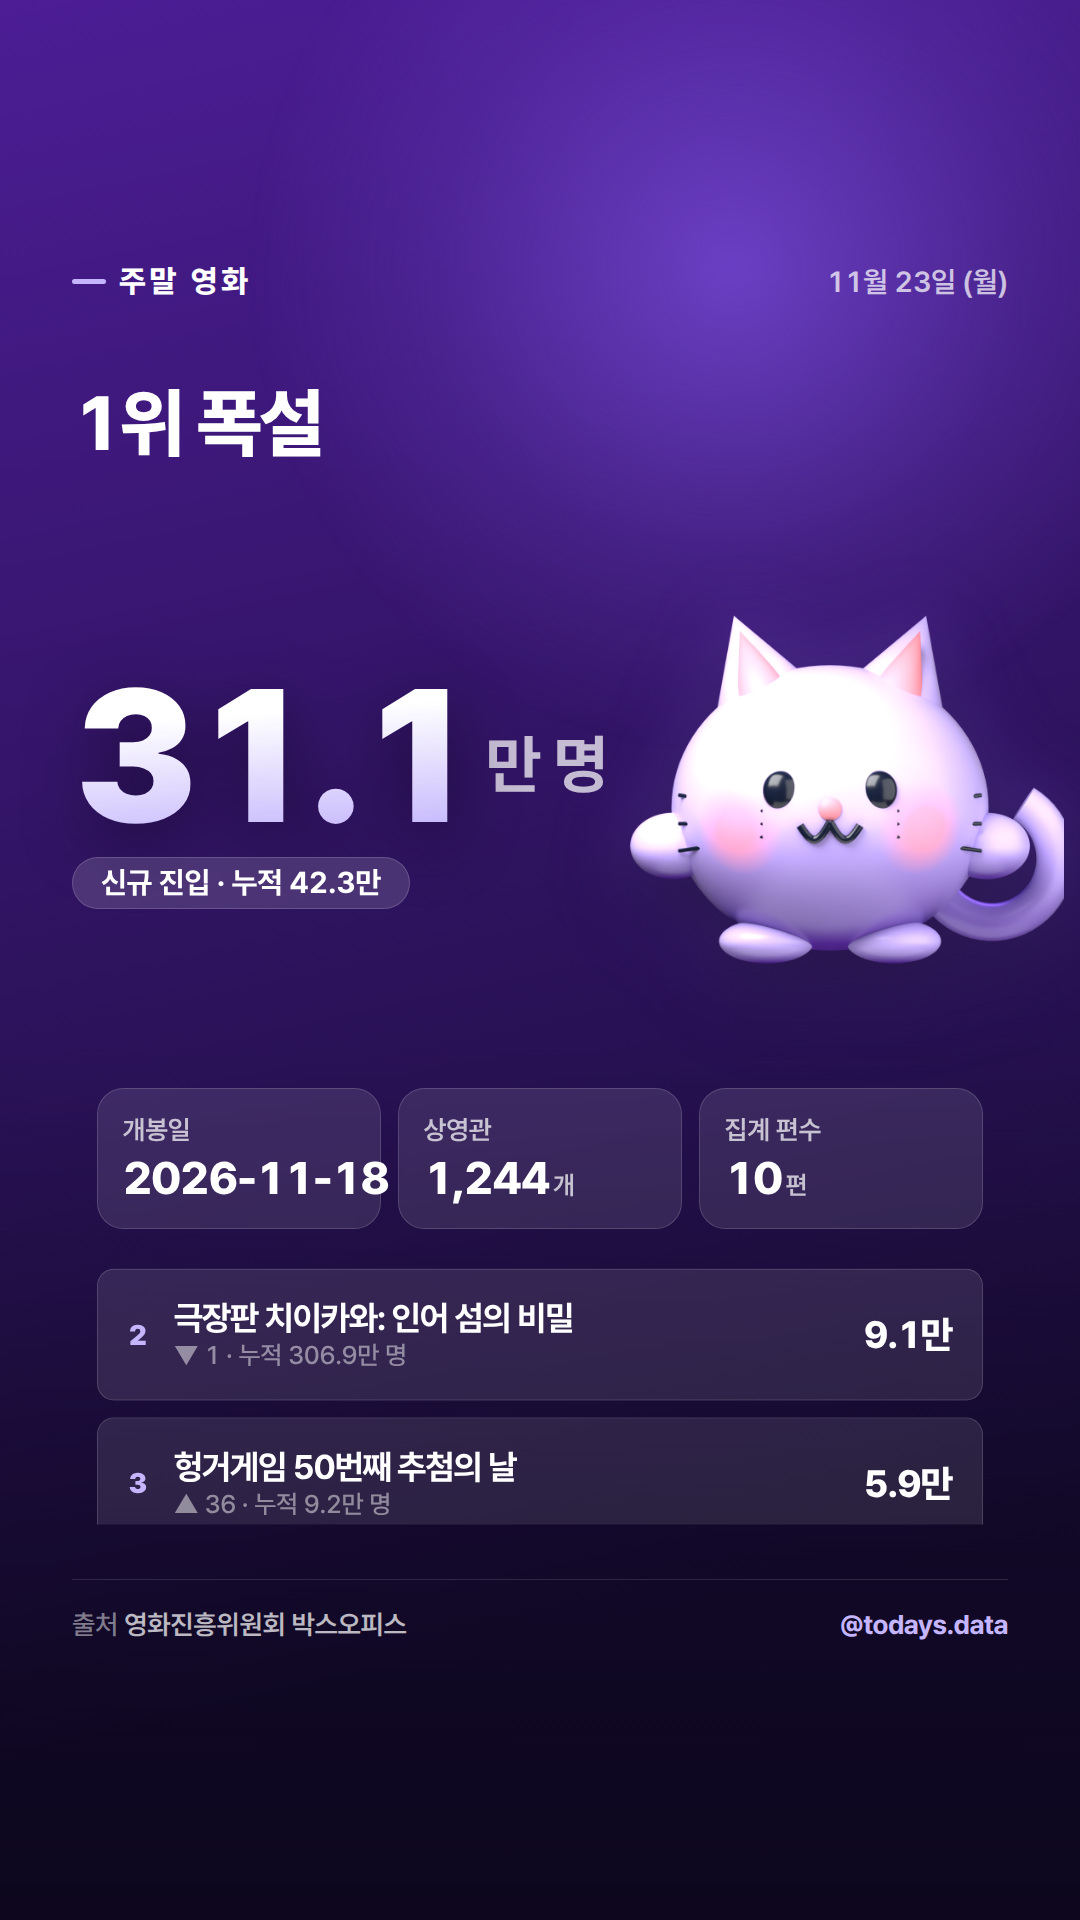 주말 영화
11월 23일 (월)
1위 폭설
31.1 만 명
신규 진입 · 누적 42.3만
개봉일
2026-11-18
상영관
1,244개
집계 편수
10편
2
극장판 치이카와: 인어 섬의 비밀
▼ 1 · 누적 306.9만 명
9.1만
3
헝거게임 50번째 추첨의 날
▲ 36 · 누적 9.2만 명
5.9만
출처 영화진흥위원회 박스오피스
@todays.data